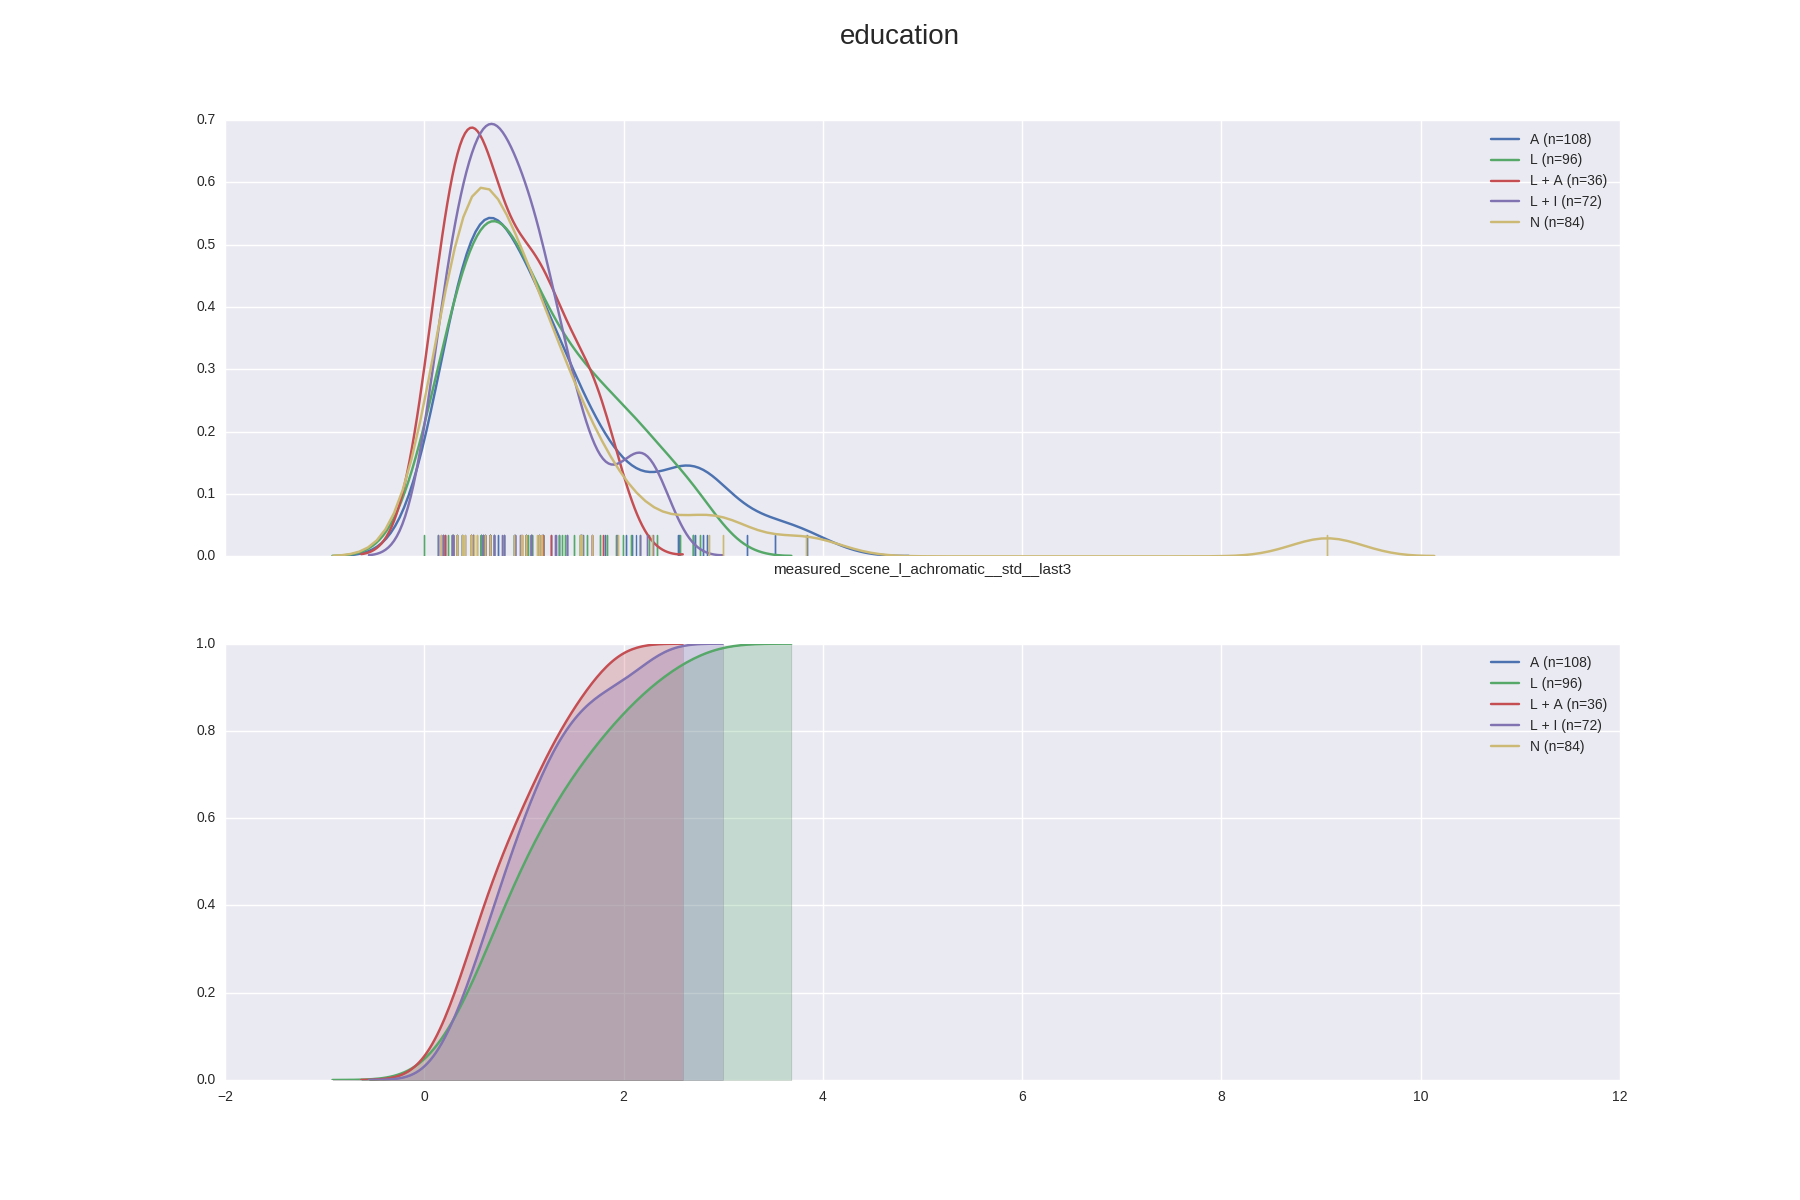 education
0.7
0.6
0.5
0.4
0.3
0.2
0.1
0.0
A (n=108)
L (n=96)
L + A (n=36)
L + I (n=72)
N (n=84)
measured_scene_l_achromatic__std__last3
1.0
0.8
0.6
0.4
0.2
0.0
A (n=108)
L (n=96)
L + A (n=36)
L + I (n=72)
N (n=84)
−2 0 2 4 6 8 10 12